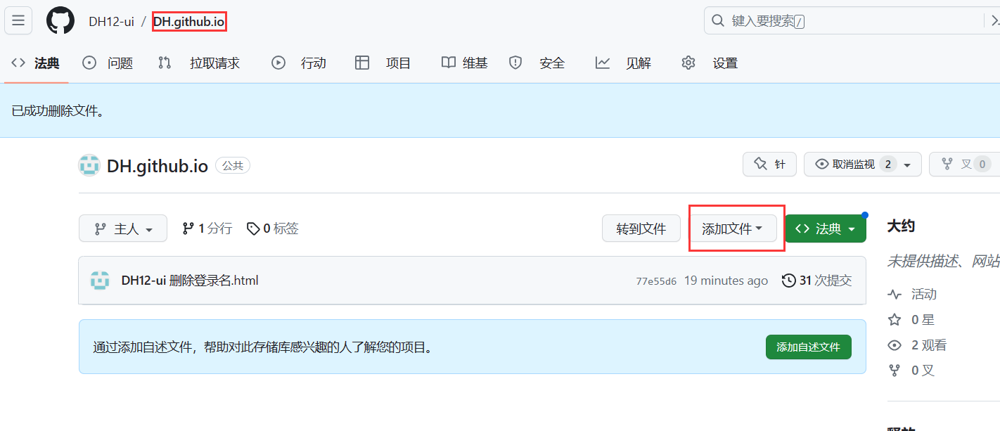 DH12-ui / DH.github.io
键入要搜索/
法典 问题 拉取请求 行动 项目 维基 安全 见解 设置
已成功删除文件。
DH.github.io 公共
针 取消监视 2 叉 0
主人 1 分行 0 标签 转到文件 添加文件 法典
DH12-ui 删除登录名.html 77e55d6 19 minutes ago 31 次提交
通过添加自述文件，帮助对此存储库感兴趣的人了解您的项目。 添加自述文件
大约
未提供描述、网站
活动
0 星
2 观看
0 叉